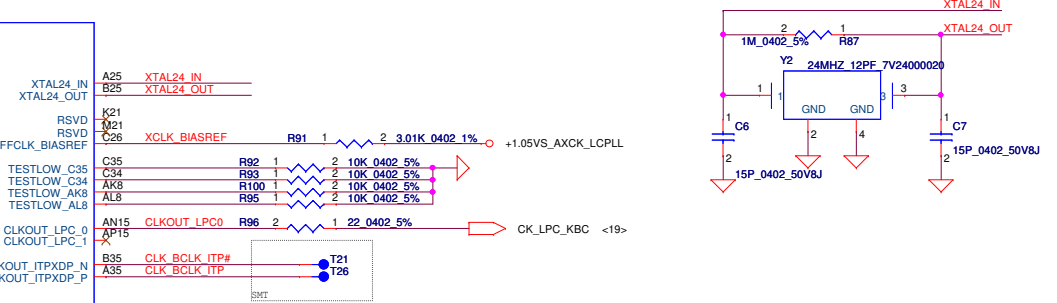 XTAL24_IN
XTAL24_OUT
2 1
1M_0402_5% R87
Y2
24MHZ_12PF_7V24000020
1 1 3 3
GND GND
2 4
1 C6 2
15P_0402_50V8J
1 C7 2
15P_0402_50V8J
XTAL24_IN A25 XTAL24_IN
XTAL24_OUT B25 XTAL24_OUT
RSVD K21
RSVD M21
FFCLK_BIASREF C26 XCLK_BIASREF R91 1 2 3.01K_0402_1% +1.05VS_AXCK_LCPLL
TESTLOW_C35 C35 R92 1 2 10K_0402_5%
TESTLOW_C34 C34 R93 1 2 10K_0402_5%
TESTLOW_AK8 AK8 R100 1 2 10K_0402_5%
TESTLOW_AL8 AL8 R95 1 2 10K_0402_5%
CLKOUT_LPC_0 AN15 CLKOUT_LPC0 R96 2 1 22_0402_5% CK_LPC_KBC <19>
CLKOUT_LPC_1 AP15
KOUT_ITPXDP_N B35 CLK_BCLK_ITP# T21
KOUT_ITPXDP_P A35 CLK_BCLK_ITP T26
SMT